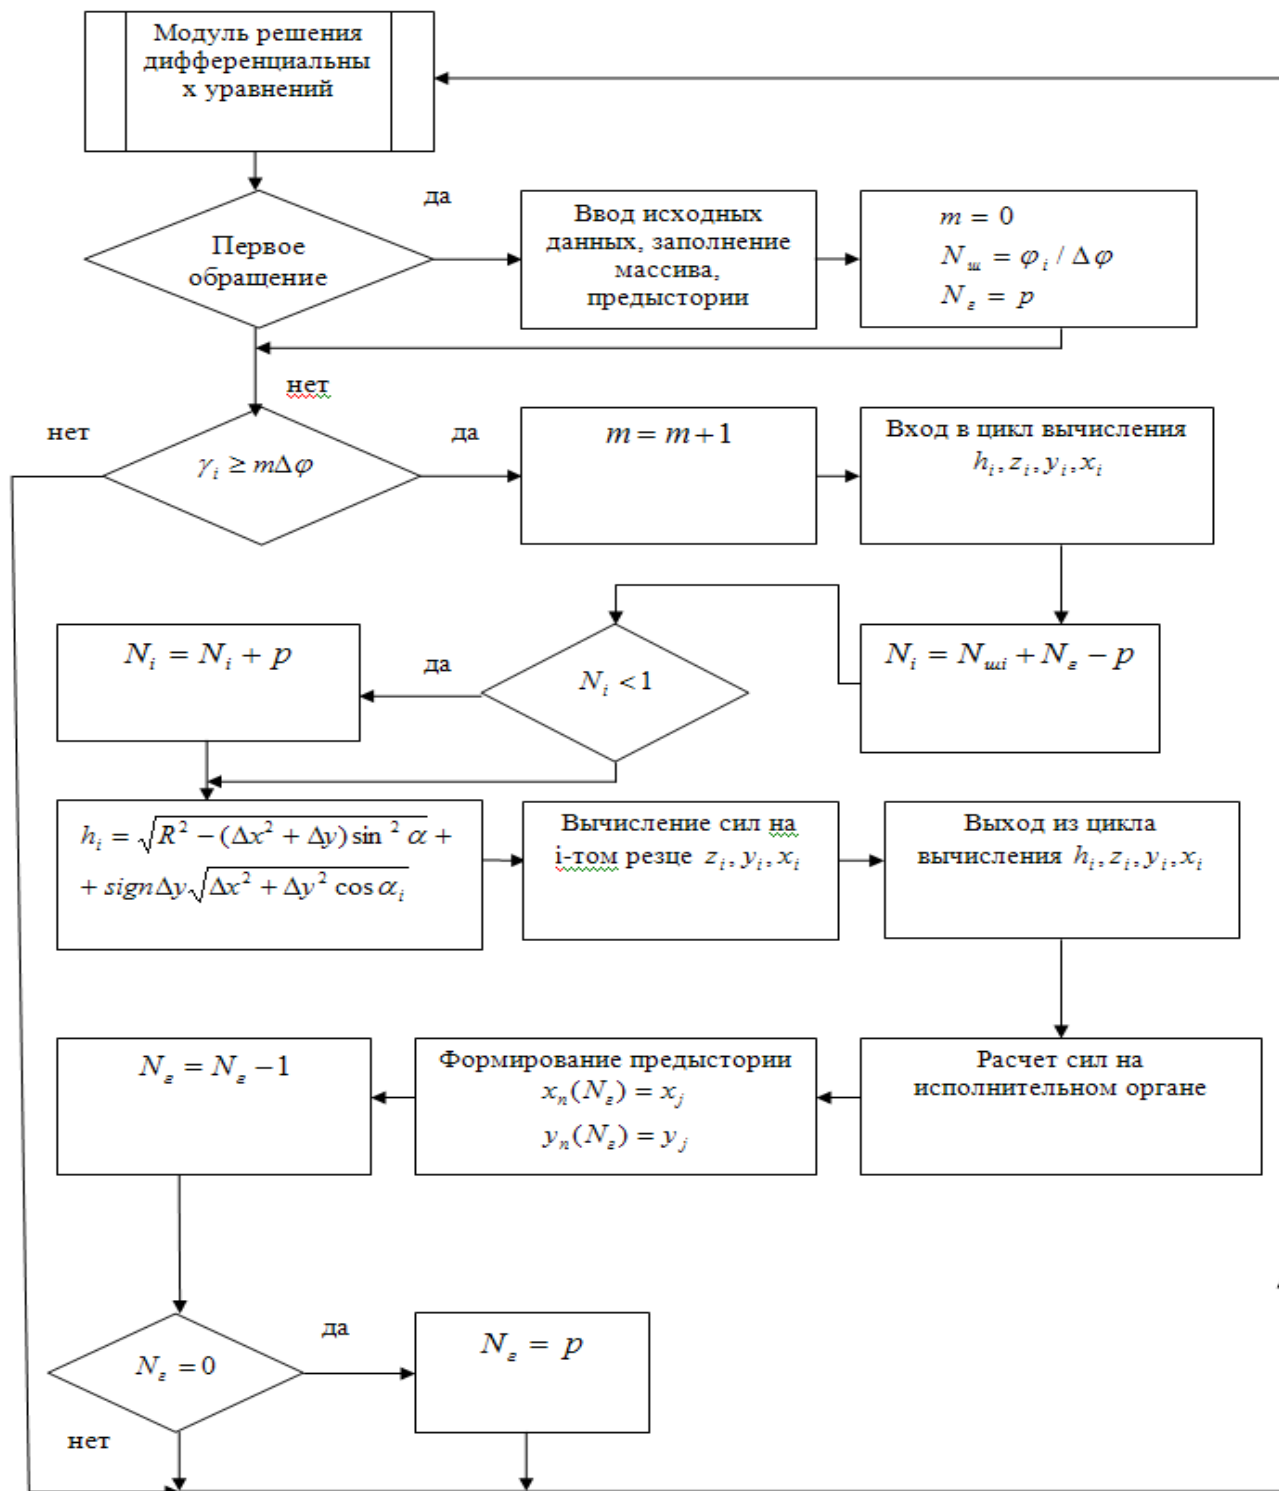 Модуль решения
дифференциальны
х уравнений
да
Первое
обращение
Ввод исходных
данных, заполнение
массива,
предыстории
m = 0
N_ш = φ_i / Δφ
N_г = p
нет
нет
γ_i ≥ mΔφ
да
m = m + 1
Вход в цикл вычисления
h_i, z_i, y_i, x_i
N_i = N_i + p
да
N_i < 1
N_шi + N_г − p
N_i = N_шi + N_г − p
h_i = √(R² − (Δx² + Δy) sin² α) +
+ signΔy√(Δx² + Δy² cos α_i)
Вычисление сил на
i-том резце z_i, y_i, x_i
Выход из цикла
вычисления h_i, z_i, y_i, x_i
N_г = N_г − 1
Формирование предыстории
x_n(N_г) = x_j
y_n(N_г) = y_j
Расчет сил на
исполнительном органе
N_г = 0
да
N_г = p
нет